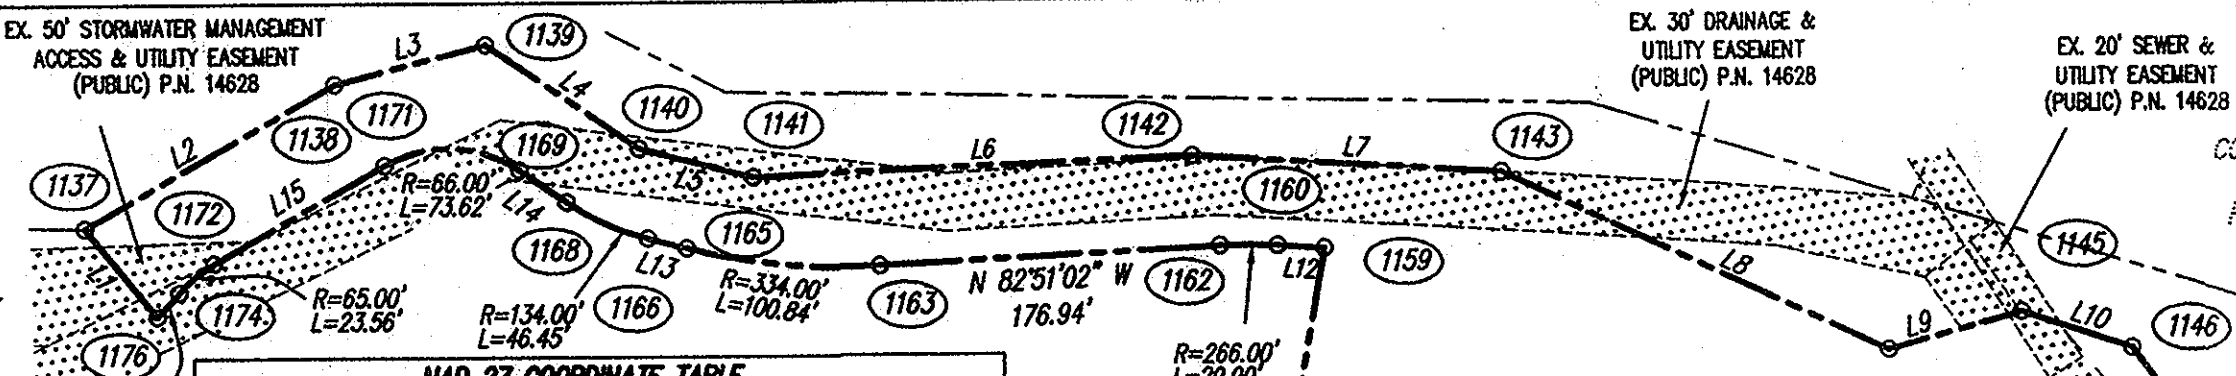 EX. 50' STORMWATER MANAGEMENT
ACCESS & UTILITY EASEMENT
(PUBLIC) P.N. 14628
L3
1139
EX. 30' DRAINAGE &
UTILITY EASEMENT
(PUBLIC) P.N. 14628
EX. 20' SEWER &
UTILITY EASEMENT
(PUBLIC) P.N. 14628
L4
1140
1141
1142
1143
1171
1138
1169
L2
L6
L7
1137
1172
L15
R=66.00'
L=73.62'
L14
L5
1160
1168
1165
L13
1145
L1
1174
R=65.00'
L=23.56'
R=134.00'
L=46.45'
1166
R=334.00'
L=100.84'
1163
N 82°51'02" W
176.94'
1162
L12
1159
L8
L9
L10
1146
1176
R=266.00'
NAD 27 COORDINATE TABLE